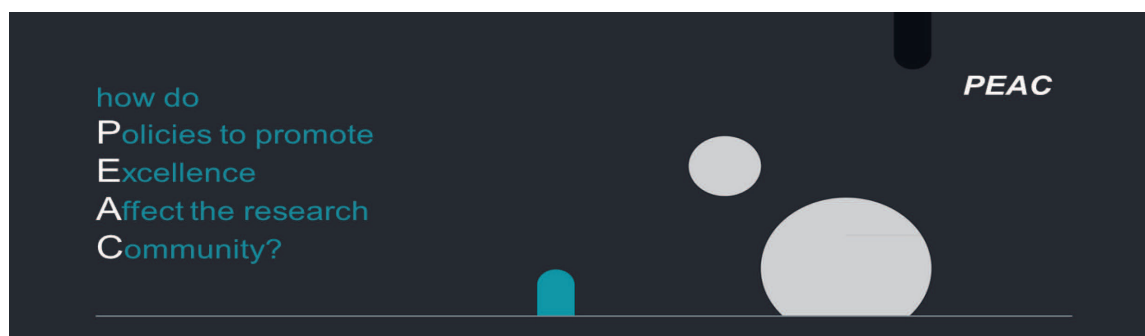 how do
Policies to promote
Excellence
Affect the research
Community?
PEAC